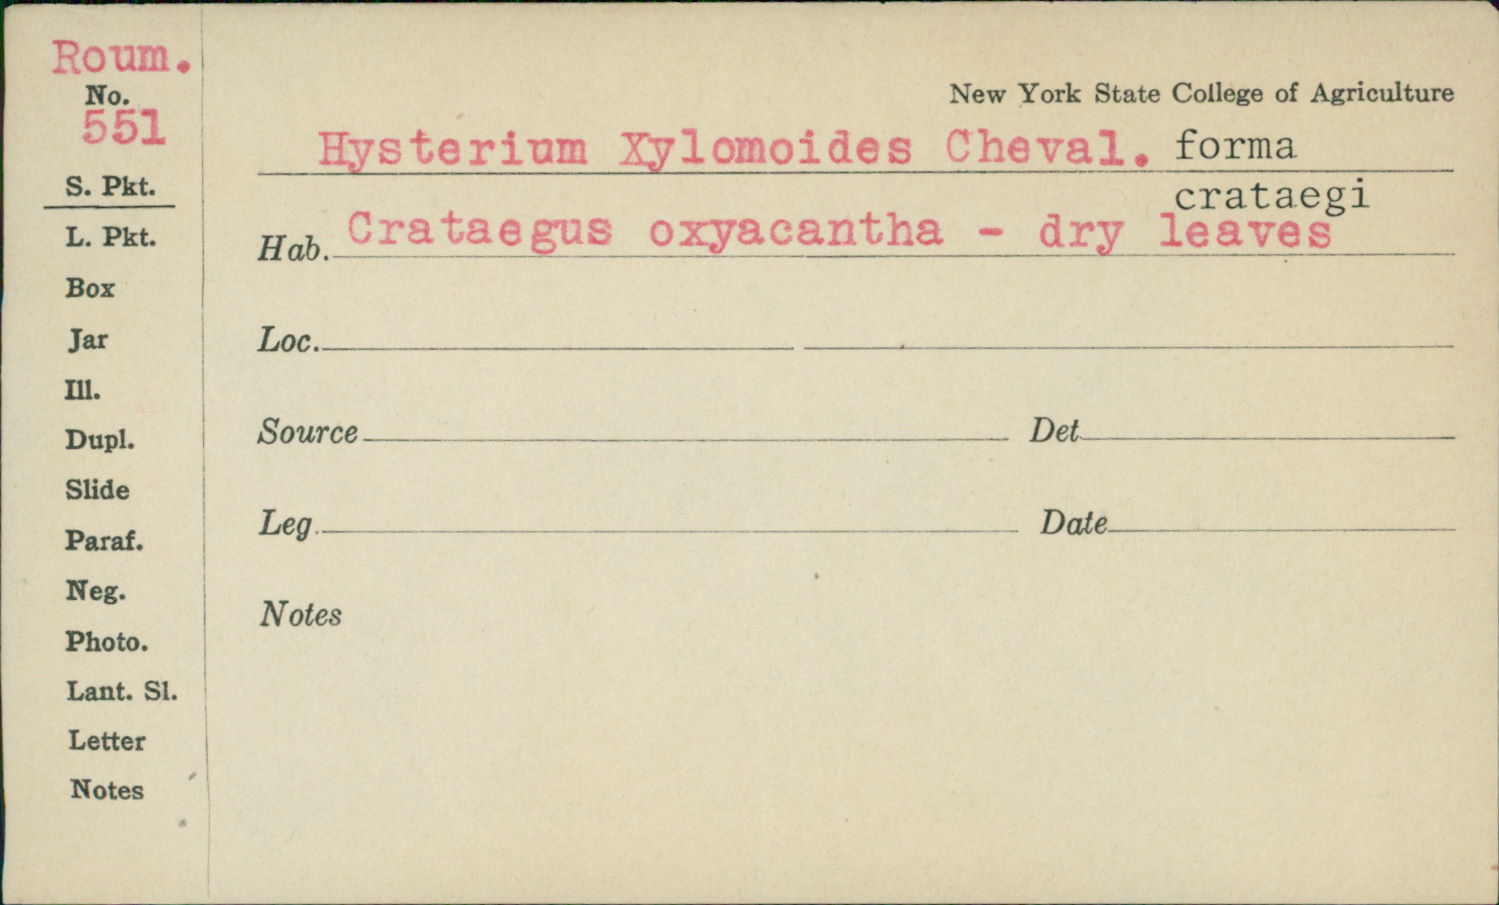 Roum.
No.
551
S. Pkt.
L. Pkt.
Box
Jar
Ill.
Dupl.
Slide
Paraf.
Neg.
Photo.
Lant. Sl.
Letter
Notes
New York State College of Agriculture
Hysterium Xylomoides Cheval. forma
crataegi
Hab. Crataegus oxyacantha - dry leaves
Loc.
Source Det
Leg. Date
Notes